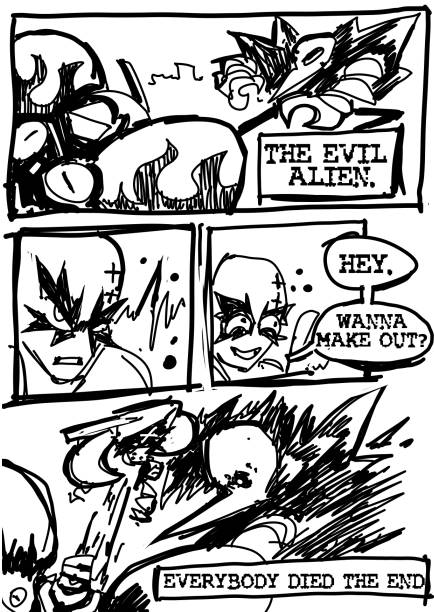 THE EVIL
ALIEN.
HEY.
WANNA
MAKE OUT?
EVERYBODY DIED THE END